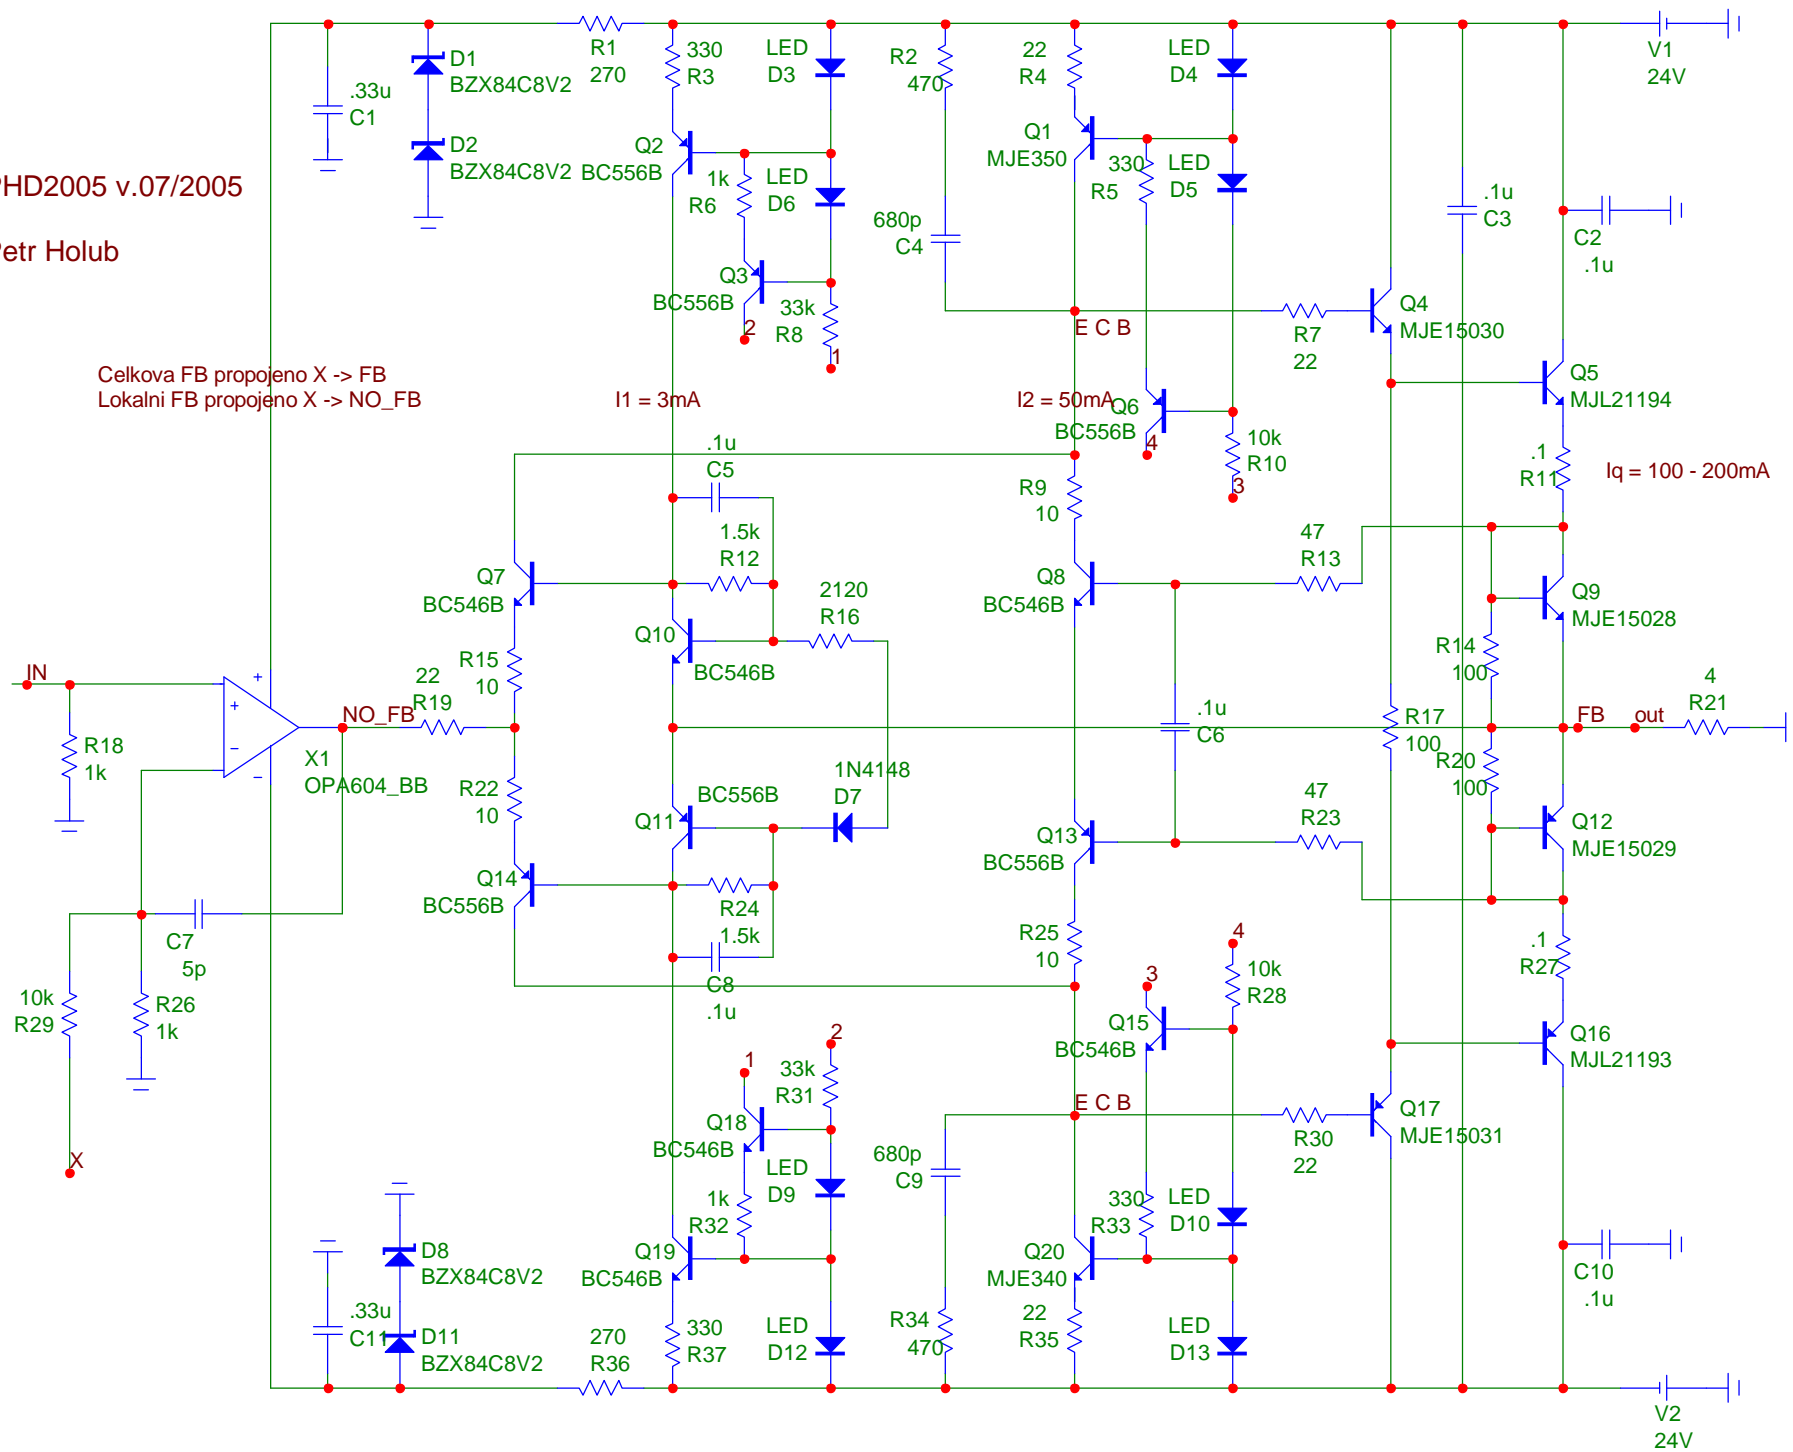 R1
270
330
R3
LED
D3
R2
470
22
R4
LED
D4
V1
24V
D1
BZX84C8V2
.33u
C1
D2
BZX84C8V2
Q2
BC556B
1k
R6
LED
D6
Q1
MJE350
330
R5
LED
D5
.1u
C3
PHD2005 v.07/2005
Petr Holub
680p
C4
C2
.1u
Q3
BC556B
33k
R8
2
1
E C B
R7
22
Q4
MJE15030
Q5
MJL21194
Celkova FB propojeno X -> FB
Lokalni FB propojeno X -> NO_FB
I1 = 3mA
I2 = 50mA
Q6
BC556B
4
10k
R10
3
.1
R11
Iq = 100 - 200mA
.1u
C5
R9
10
1.5k
R12
47
R13
Q7
BC546B
Q8
BC546B
Q9
MJE15028
2120
R16
Q10
BC546B
R15
10
R14
100
IN
22
R19
NO_FB
+
+
−
−
X1
OPA604_BB
R18
1k
.1u
C6
R17
100
R20
100
FB
out
4
R21
R22
10
1N4148
D7
BC556B
Q11
47
R23
Q13
BC556B
Q12
MJE15029
Q14
BC556B
R24
1.5k
C7
5p
R25
10
4
.1
R27
C8
.1u
3
10k
R28
10k
R29
R26
1k
Q15
BC546B
Q16
MJL21193
2
1
33k
R31
Q18
BC546B
E C B
R30
22
Q17
MJE15031
X
LED
D9
680p
C9
1k
R32
330
R33
LED
D10
D8
BZX84C8V2
Q19
BC546B
Q20
MJE340
C10
.1u
.33u
C11
D11
BZX84C8V2
270
R36
330
R37
LED
D12
R34
470
22
R35
LED
D13
V2
24V